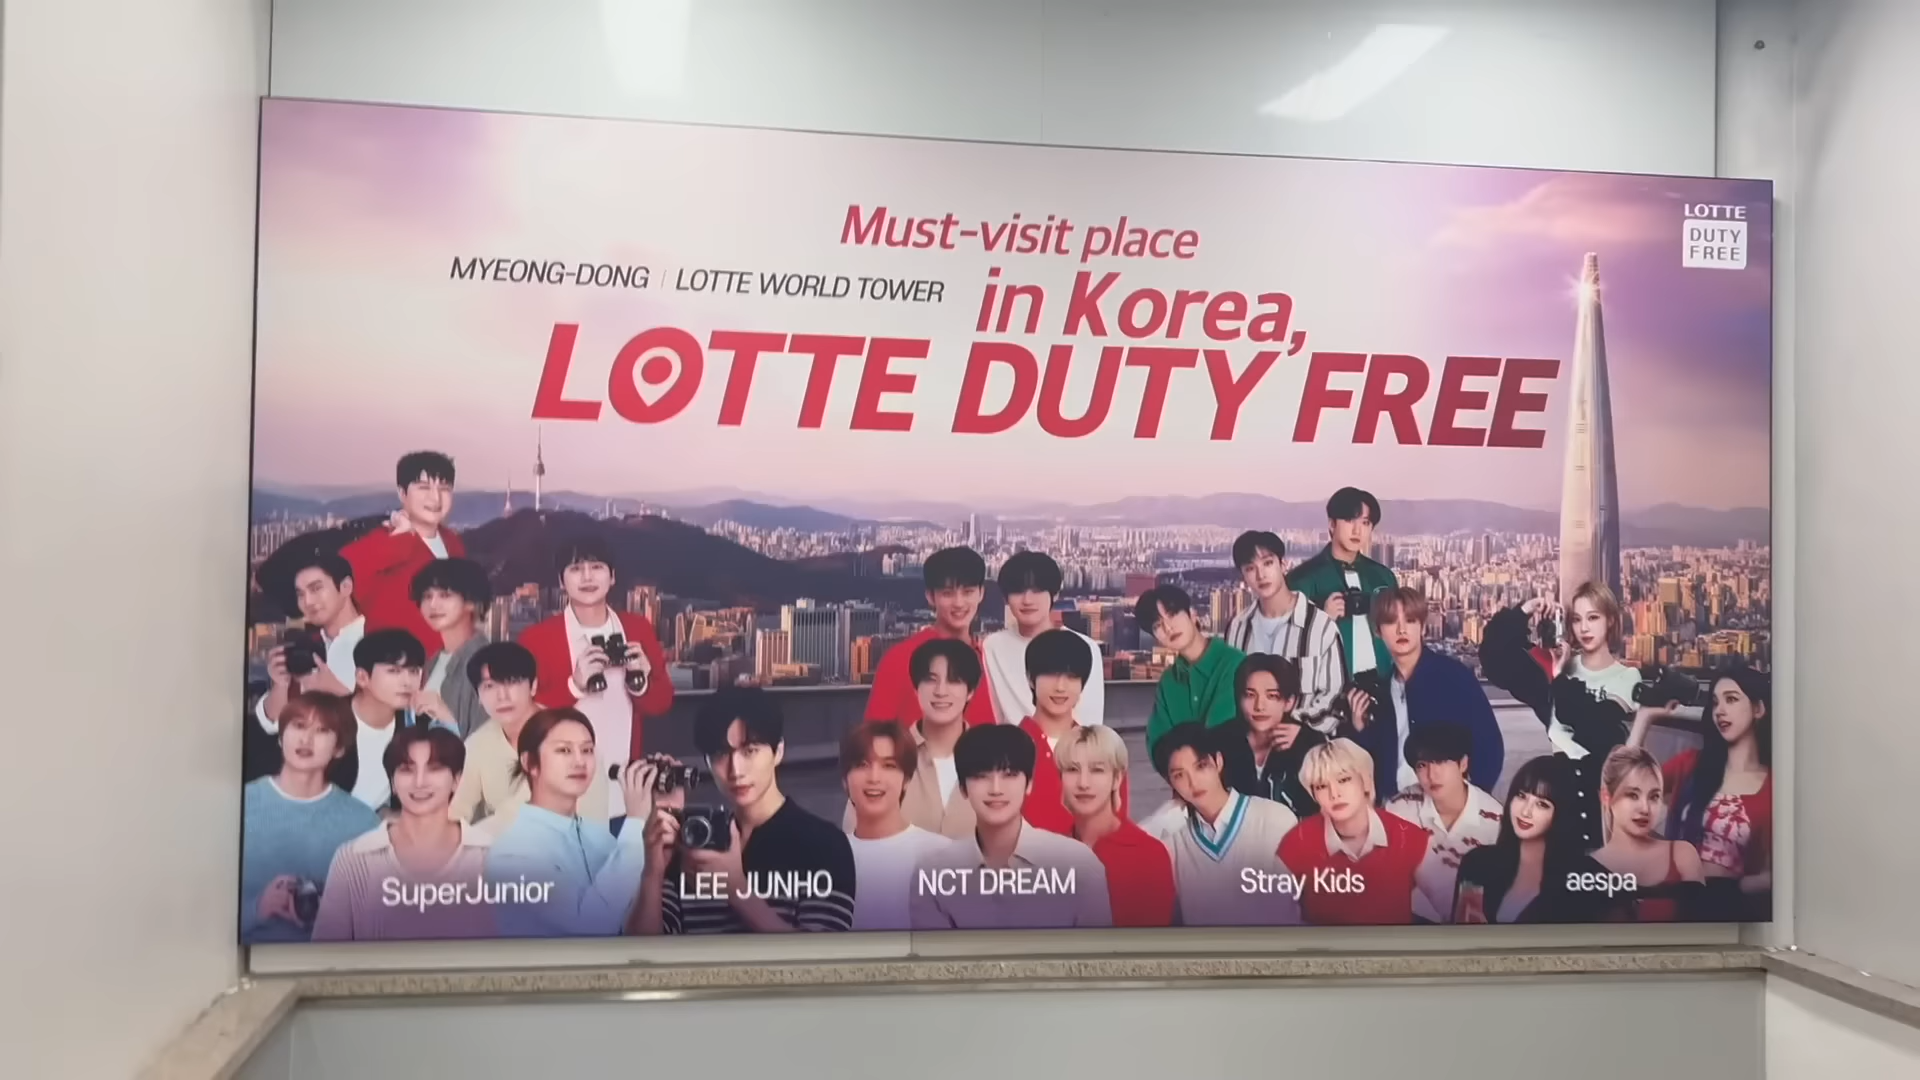 Must-visit place
MYEONG-DONG | LOTTE WORLD TOWER
in Korea,
LOTTE DUTY FREE
LOTTE
DUTY
FREE
SuperJunior
LEE JUNHO
NCT DREAM
Stray Kids
aespa